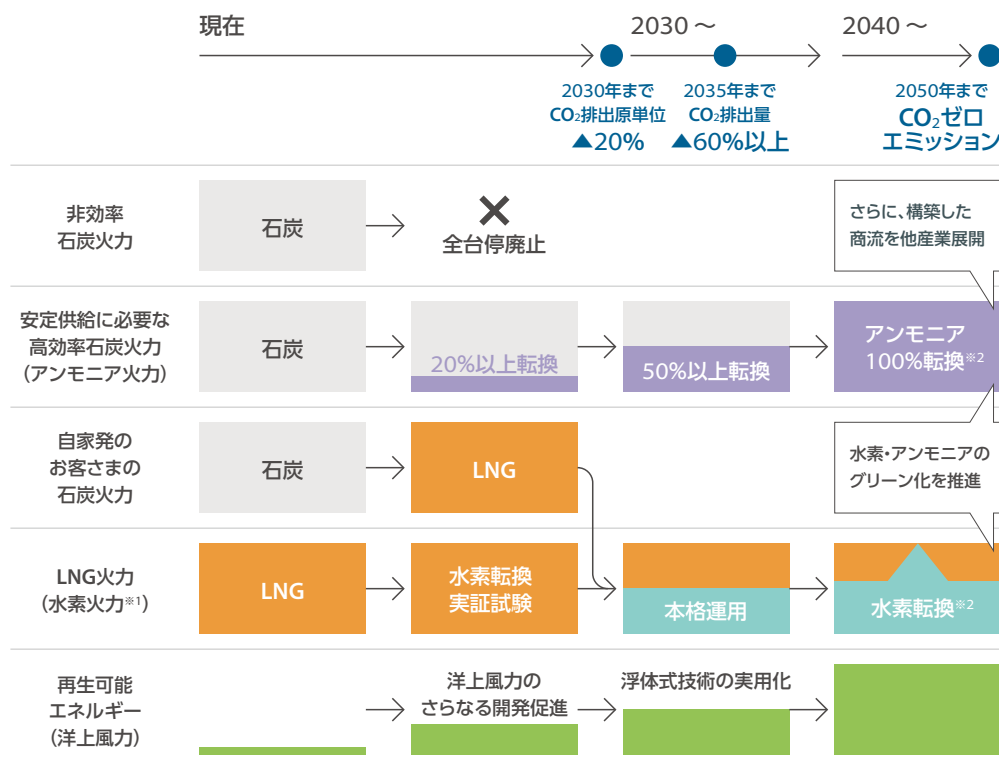 現在
2030～
2040～
2030年まで
CO₂排出原単位
▲20%
2035年まで
CO₂排出量
▲60%以上
2050年まで
CO₂ゼロ
エミッション
非効率
石炭火力
石炭
全台停廃止
さらに、構築した
商流を他産業展開
安定供給に必要な
高効率石炭火力
（アンモニア火力）
石炭
20%以上転換
50%以上転換
アンモニア
100%転換※2
自家発の
お客さまの
石炭火力
石炭
LNG
水素・アンモニアの
グリーン化を推進
LNG火力
（水素火力※1）
LNG
水素転換
実証試験
本格運用
水素転換※2
再生可能
エネルギー
（洋上風力）
洋上風力の
さらなる開発促進
浮体式技術の実用化